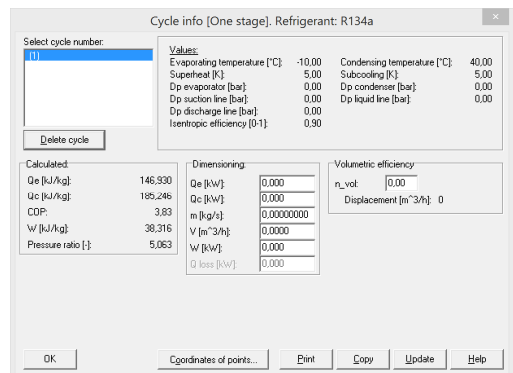 Cycle info [One stage]. Refrigerant: R134a
×
Select cycle number:
(1)
Delete cycle
Values:
Evaporating temperature [°C]: -10,00 Condensing temperature [°C]: 40,00
Superheat [K]: 5,00 Subcooling [K]: 5,00
Dp evaporator [bar]: 0,00 Dp condenser [bar]: 0,00
Dp suction line [bar]: 0,00 Dp liquid line [bar]: 0,00
Dp discharge line [bar]: 0,00
Isentropic efficiency [0-1]: 0,90
Calculated:
Qe [kJ/kg]: 146,930
Qc [kJ/kg]: 185,246
COP: 3,83
W [kJ/kg]: 38,316
Pressure ratio [-]: 5,063
Dimensioning:
Qe [kW]: 0,000
Qc [kW]: 0,000
m [kg/s]: 0,00000000
V [m^3/h]: 0,0000
W [kW]: 0,000
Q loss [kW]: 0,000
Volumetric efficiency
n_vol: 0,00
Displacement [m^3/h]: 0
OK Coordinates of points... Print Copy Update Help